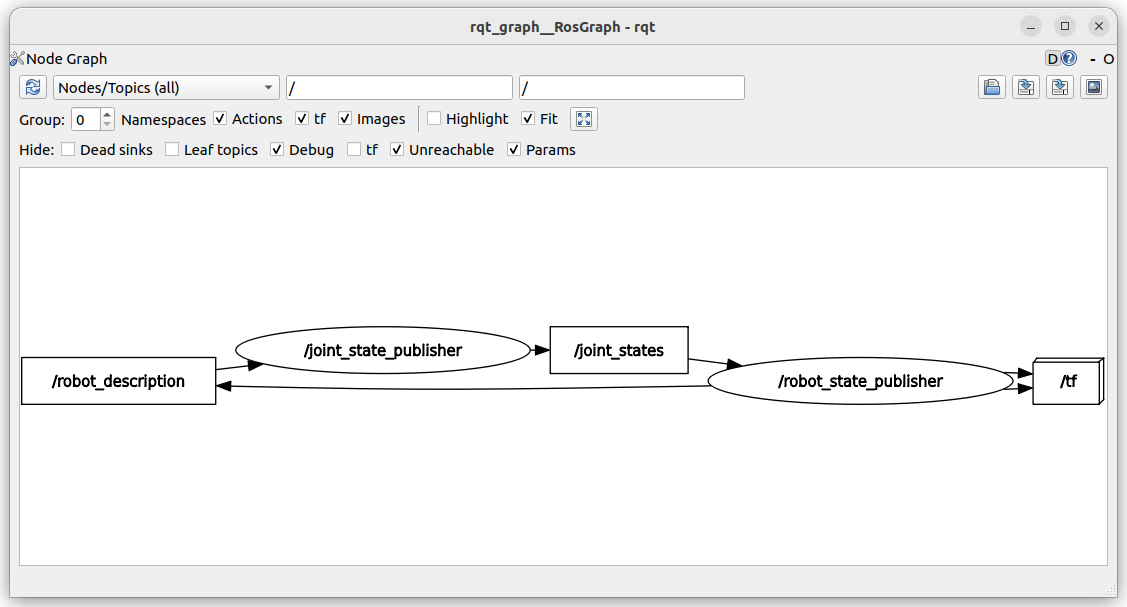 rqt_graph__RosGraph - rqt
Node Graph D ? - O
Nodes/Topics (all) / /
Group: 0 Namespaces Actions tf Images Highlight Fit
Hide: Dead sinks Leaf topics Debug tf Unreachable Params
/joint_state_publisher /joint_states
/robot_description /robot_state_publisher /tf